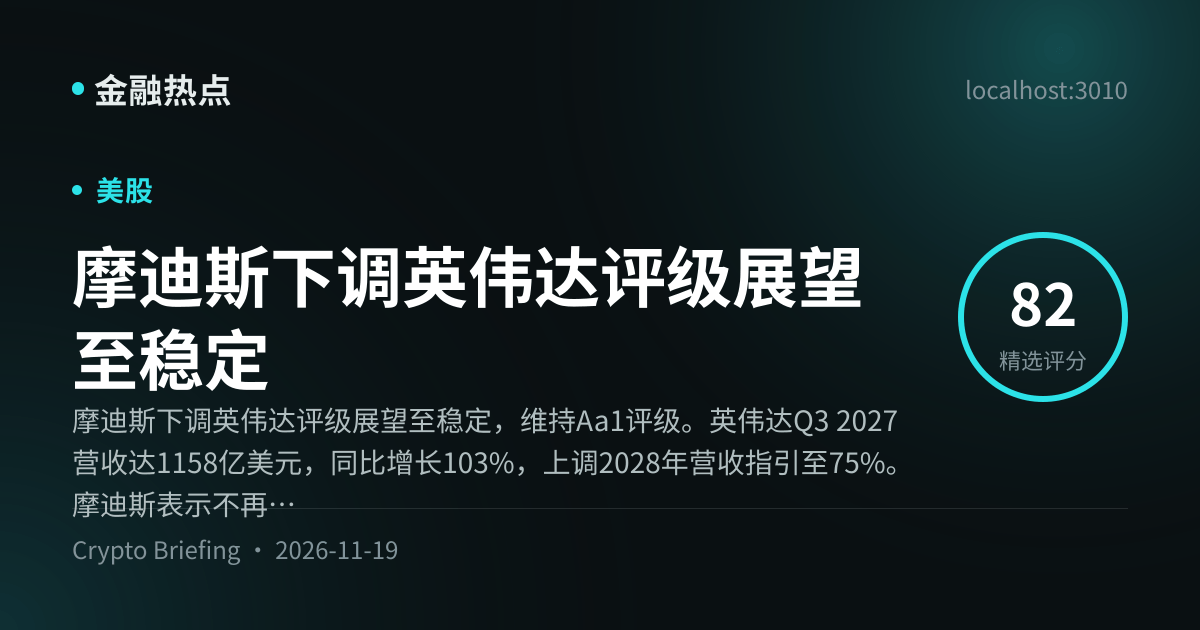 金融热点
localhost:3010
美股
摩迪斯下调英伟达评级展望
至稳定
82
精选评分
摩迪斯下调英伟达评级展望至稳定，维持Aa1评级。英伟达Q3 2027
营收达1158亿美元，同比增长103%，上调2028年营收指引至75%。
摩迪斯表示不再…
Crypto Briefing · 2026-11-19